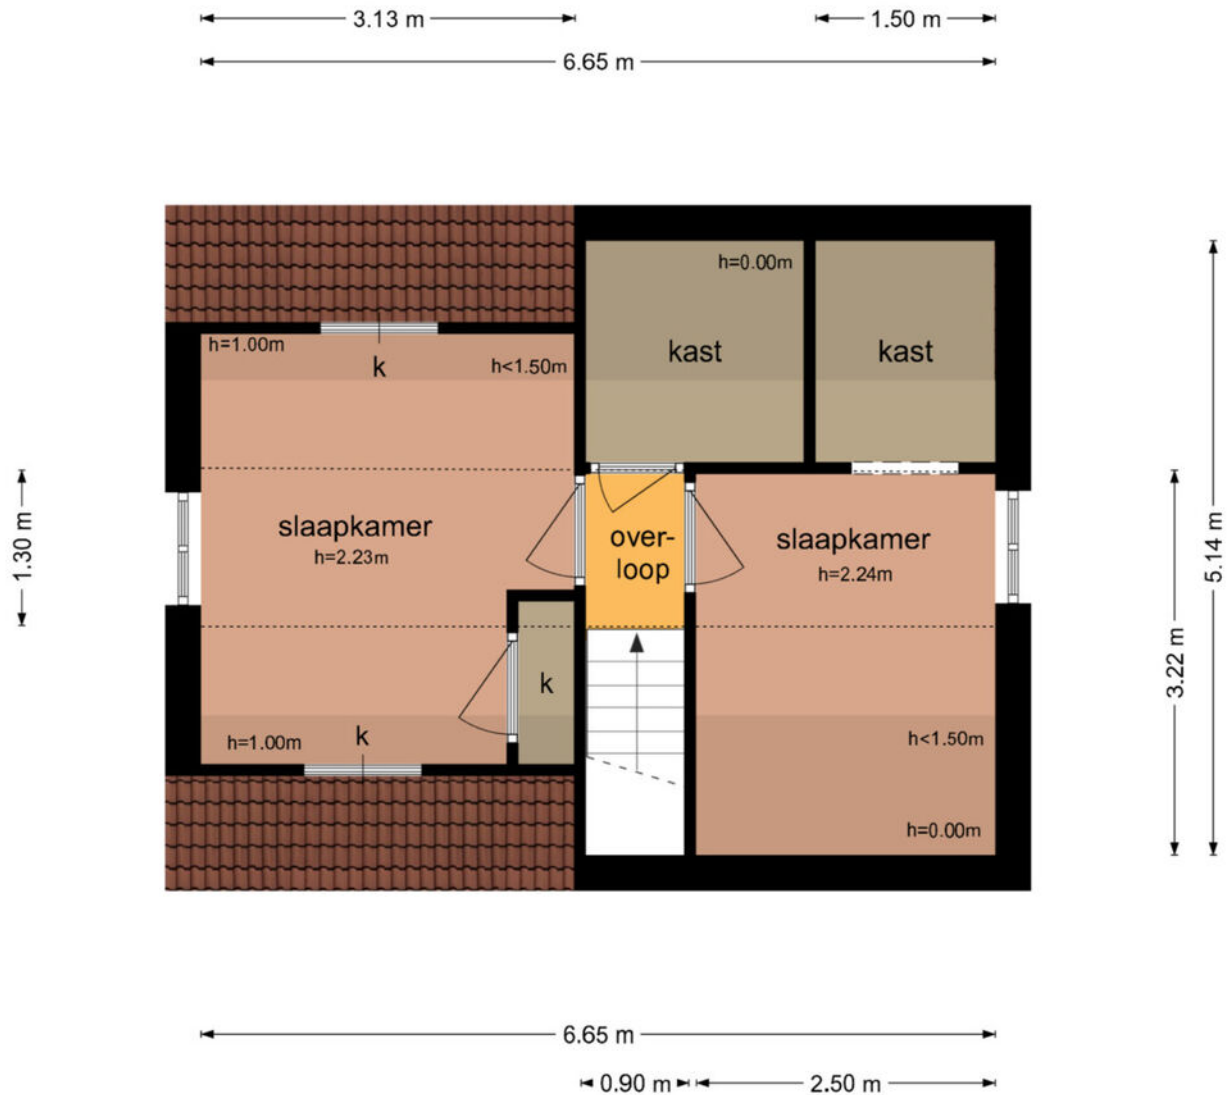 3.13 m
1.50 m
6.65 m
h=0.00m
h=1.00m
k
h<1.50m
kast
kast
1.30 m
slaapkamer
h=2.23m
over-
loop
slaapkamer
h=2.24m
5.14 m
3.22 m
k
h=1.00m
k
h<1.50m
h=0.00m
6.65 m
0.90 m
2.50 m